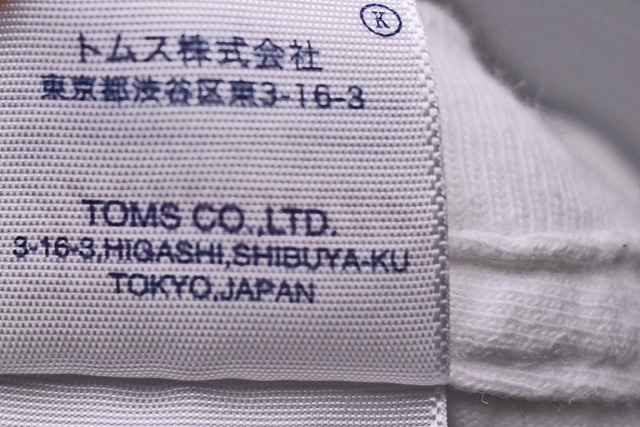 K
トムス株式会社
東京都渋谷区東3-16-3
TOMS CO.,LTD.
3-16-3,HIGASHI,SHIBUYA-KU
TOKYO,JAPAN